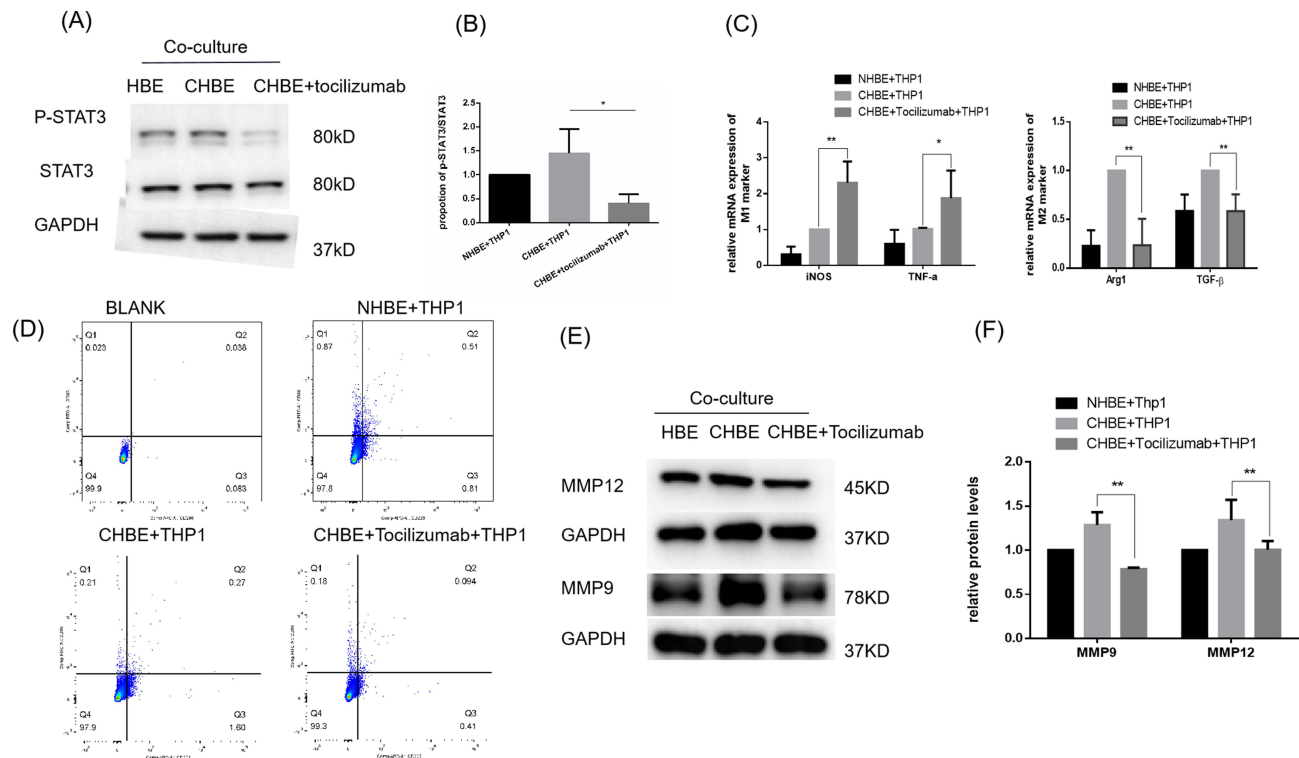 (A)
Co-culture
HBE CHBE CHBE+tocilizumab
P-STAT3 80kD
STAT3 80kD
GAPDH 37kD
(B)
propotion of p-STAT3/STAT3
2.5
2.0
1.5
1.0
0.5
0.0
*
NHBE+THP1
CHBE+THP1
CHBE+tocilizumab+THP1
(C)
NHBE+THP1
CHBE+THP1
CHBE+Tocilizumab+THP1
relative mRNA expression of
M1 marker
4
3
2
1
0
** *
iNOS TNF-a
NHBE+THP1
CHBE+THP1
CHBE+Tocilizumab+THP1
relative mRNA expression of
M2 marker
1.5
1.0
0.5
0.0
** **
Arg1 TGF-β
(D)
BLANK
Q1 Q2
0.023 0.038
Q4 Q3
99.9 0.083
NHBE+THP1
Q1 Q2
0.87 0.51
Q4 Q3
97.8 0.81
CHBE+THP1
Q1 Q2
0.21 0.27
Q4 Q3
97.9 1.60
CHBE+Tocilizumab+THP1
Q1 Q2
0.18 0.094
Q4 Q3
99.3 0.41
(E)
Co-culture
HBE CHBE CHBE+Tocilizumab
MMP12 45KD
GAPDH 37KD
MMP9 78KD
GAPDH 37KD
(F)
NHBE+Thp1
CHBE+THP1
CHBE+Tocilizumab+THP1
relative protein levels
2.0
1.5
1.0
0.5
0.0
** **
MMP9 MMP12